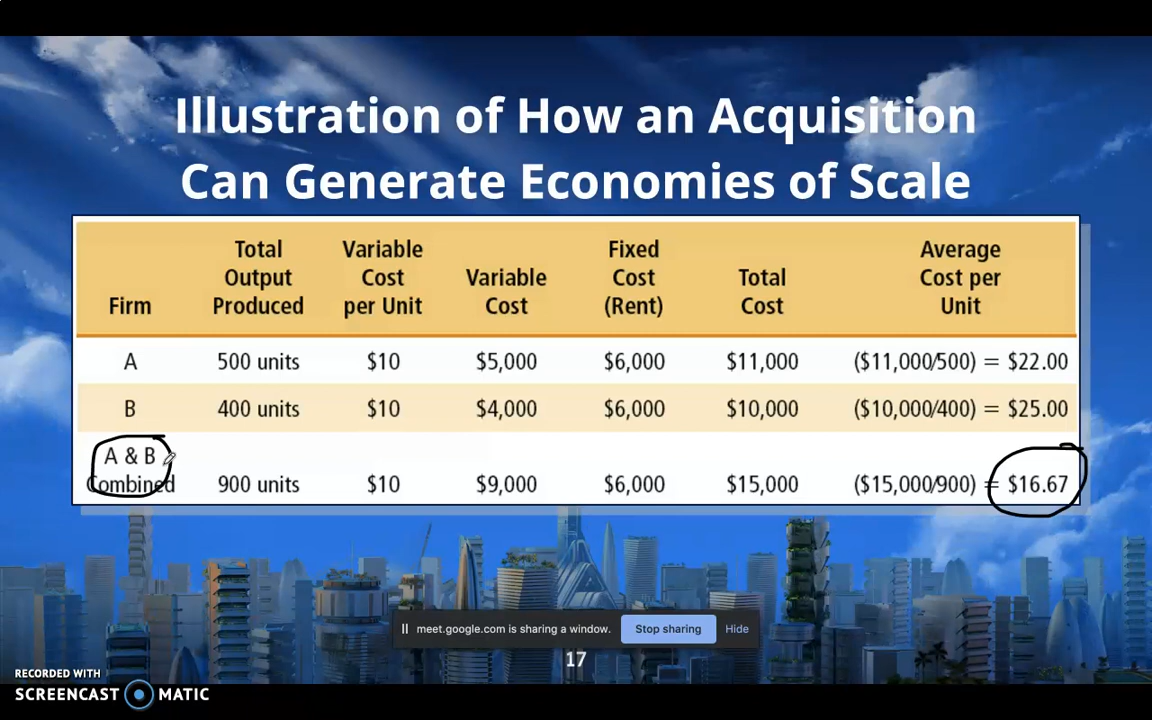 Illustration of How an Acquisition
Can Generate Economies of Scale
Firm Total Output Produced Variable Cost per Unit Variable Cost Fixed Cost (Rent) Total Cost Average Cost per Unit
A 500 units $10 $5,000 $6,000 $11,000 ($11,000/500) = $22.00
B 400 units $10 $4,000 $6,000 $10,000 ($10,000/400) = $25.00
A & B
Combined 900 units $10 $9,000 $6,000 $15,000 ($15,000/900) = $16.67
meet.google.com is sharing a window. Stop sharing Hide
17
RECORDED WITH
SCREENCAST MATIC